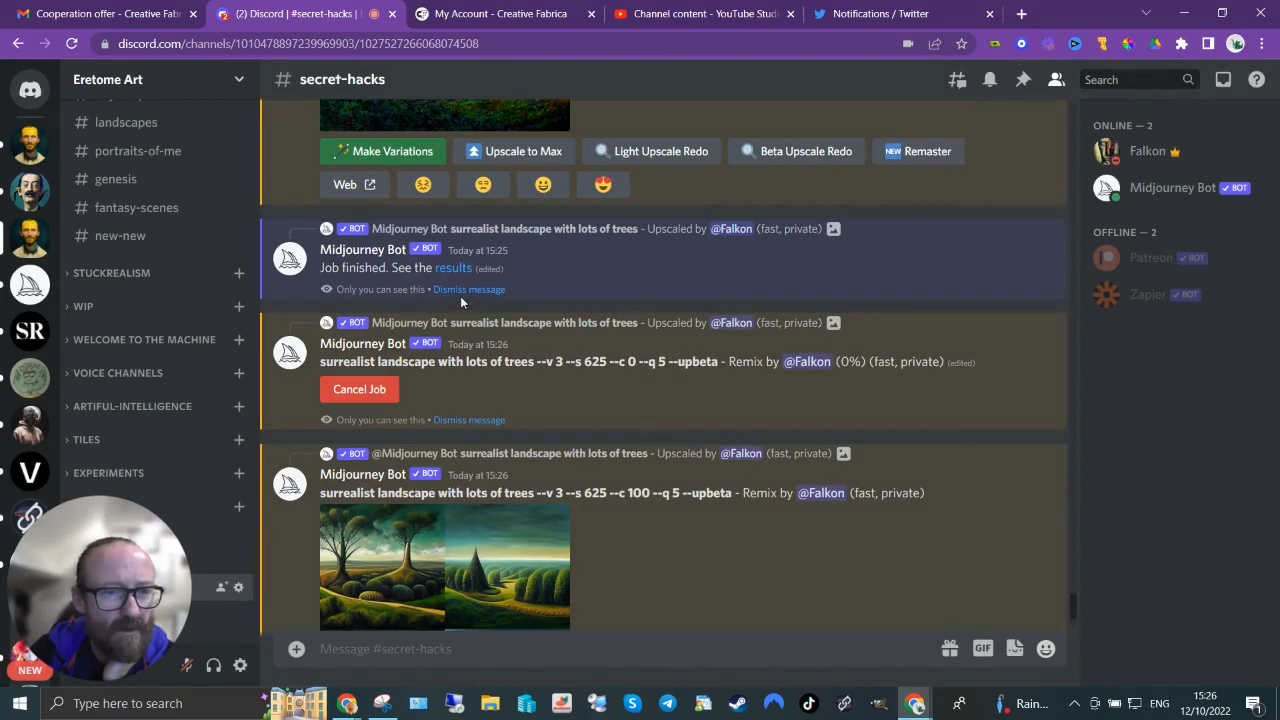 Cooperation offer - Creative Fa
(2) Discord | #secret-hacks |
My Account - Creative Fabrica
Channel content - YouTube Stud
Notifications / Twitter
discord.com/channels/1010478897239969903/1027527266068074508
Eretome Art
# secret-hacks
Search
# landscapes
# portraits-of-me
# genesis
# fantasy-scenes
# new-new
STUCKREALISM
WIP
WELCOME TO THE MACHINE
VOICE CHANNELS
ARTIFUL-INTELLIGENCE
TILES
EXPERIMENTS
SR
V
NEW
Make Variations
Upscale to Max
Light Upscale Redo
Beta Upscale Redo
NEW Remaster
Web
✓ BOT Midjourney Bot surrealist landscape with lots of trees - Upscaled by @Falkon (fast, private)
Midjourney Bot ✓ BOT Today at 15:25
Job finished. See the results (edited)
Only you can see this • Dismiss message
✓ BOT Midjourney Bot surrealist landscape with lots of trees - Upscaled by @Falkon (fast, private)
Midjourney Bot ✓ BOT Today at 15:26
surrealist landscape with lots of trees --v 3 --s 625 --c 0 --q 5 --upbeta - Remix by @Falkon (0%) (fast, private) (edited)
Cancel Job
Only you can see this • Dismiss message
✓ BOT @Midjourney Bot surrealist landscape with lots of trees - Upscaled by @Falkon (fast, private)
Midjourney Bot ✓ BOT Today at 15:26
surrealist landscape with lots of trees --v 3 --s 625 --c 100 --q 5 --upbeta - Remix by @Falkon (fast, private)
Message #secret-hacks
GIF
ONLINE — 2
Falkon
Midjourney Bot ✓ BOT
OFFLINE — 2
Patreon ✓ BOT
Zapier ✓ BOT
Type here to search
Rain...
ENG
15:26
12/10/2022